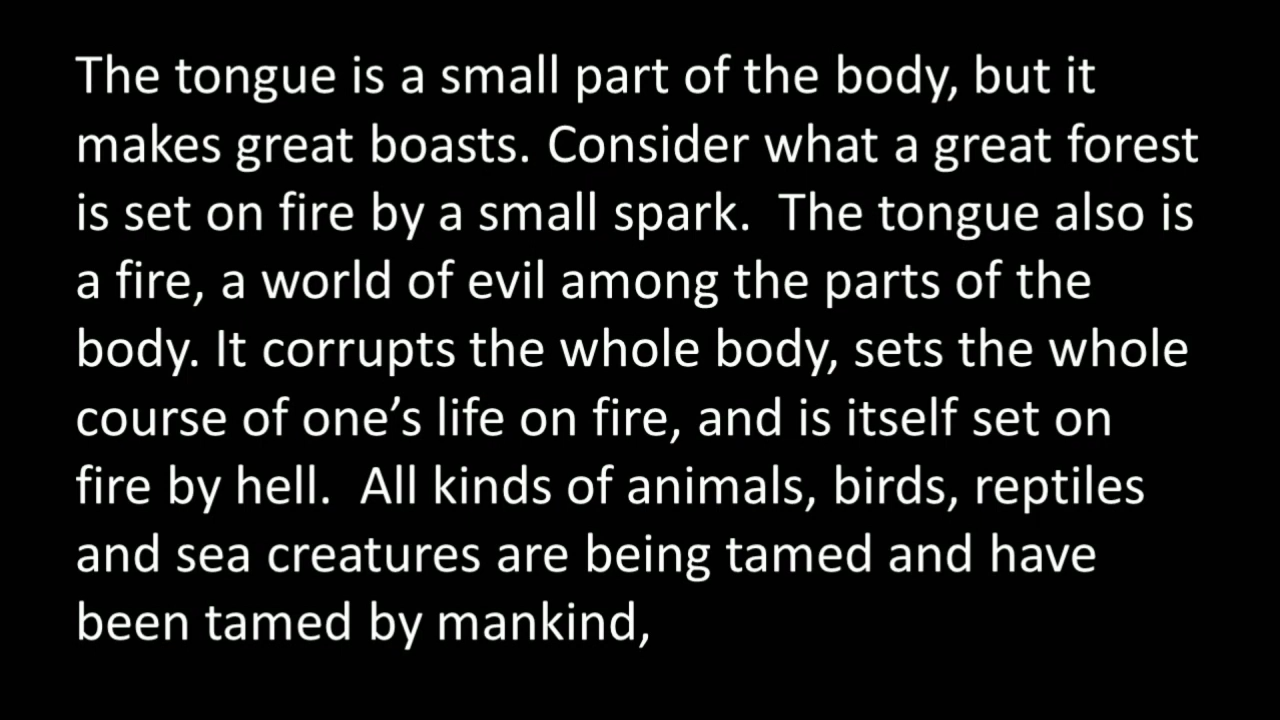 The tongue is a small part of the body, but it
makes great boasts. Consider what a great forest
is set on fire by a small spark.  The tongue also is
a fire, a world of evil among the parts of the
body. It corrupts the whole body, sets the whole
course of one’s life on fire, and is itself set on
fire by hell.  All kinds of animals, birds, reptiles
and sea creatures are being tamed and have
been tamed by mankind,